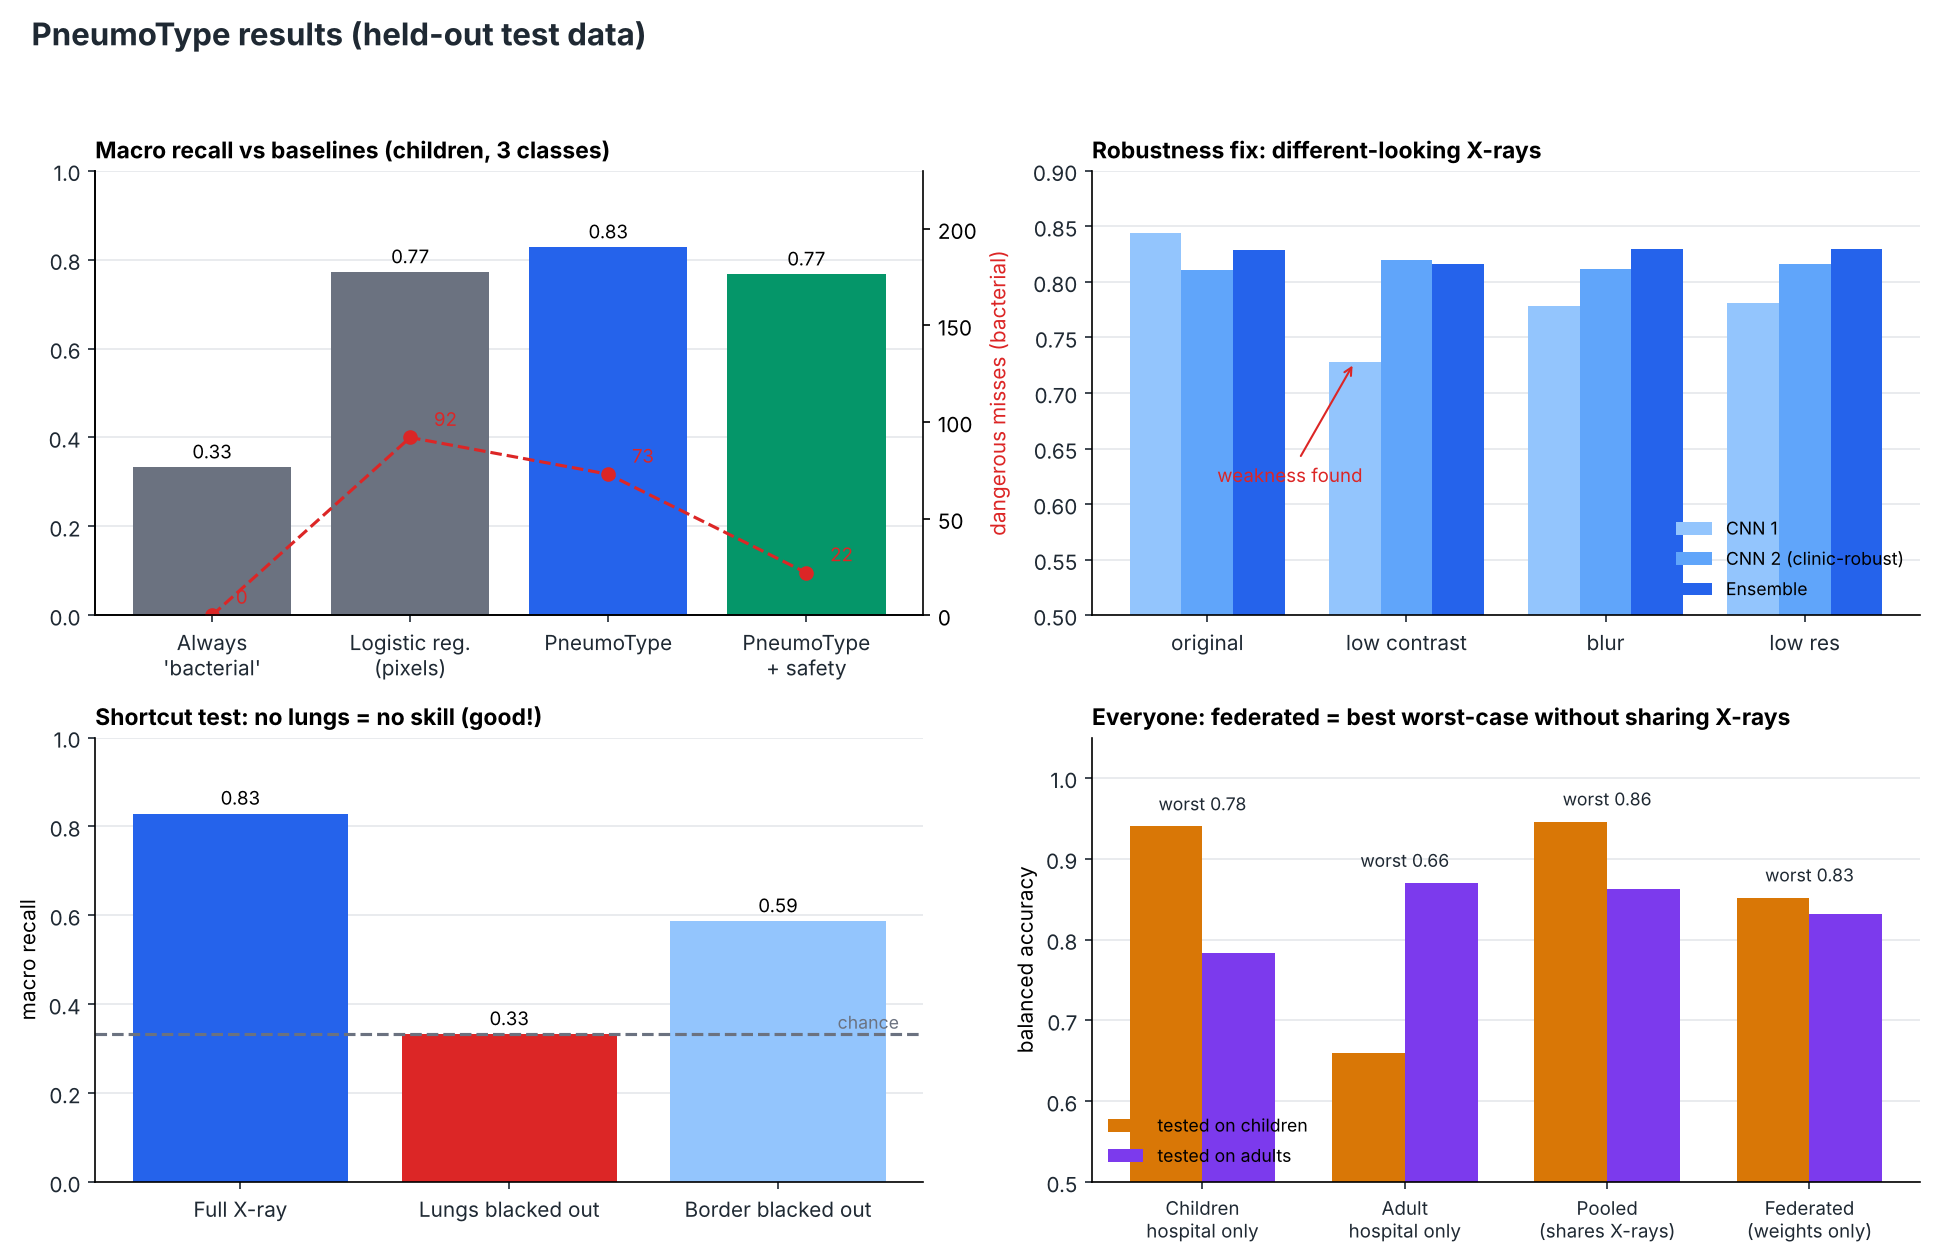 PneumoType results (held-out test data)
Macro recall vs baselines (children, 3 classes)
1.0
0.8
0.6
0.4
0.2
0.0
0.33
0.77
0.83
0.77
0
92
73
22
200
150
100
50
0
dangerous misses (bacterial)
Always
'bacterial'
Logistic reg.
(pixels)
PneumoType
PneumoType
+ safety
Robustness fix: different-looking X-rays
0.90
0.85
0.80
0.75
0.70
0.65
0.60
0.55
0.50
weakness found
CNN 1
CNN 2 (clinic-robust)
Ensemble
original
low contrast
blur
low res
Shortcut test: no lungs = no skill (good!)
macro recall
1.0
0.8
0.6
0.4
0.2
0.0
0.83
0.33
0.59
chance
Full X-ray
Lungs blacked out
Border blacked out
Everyone: federated = best worst-case without sharing X-rays
balanced accuracy
1.0
0.9
0.8
0.7
0.6
0.5
worst 0.78
worst 0.66
worst 0.86
worst 0.83
tested on children
tested on adults
Children
hospital only
Adult
hospital only
Pooled
(shares X-rays)
Federated
(weights only)